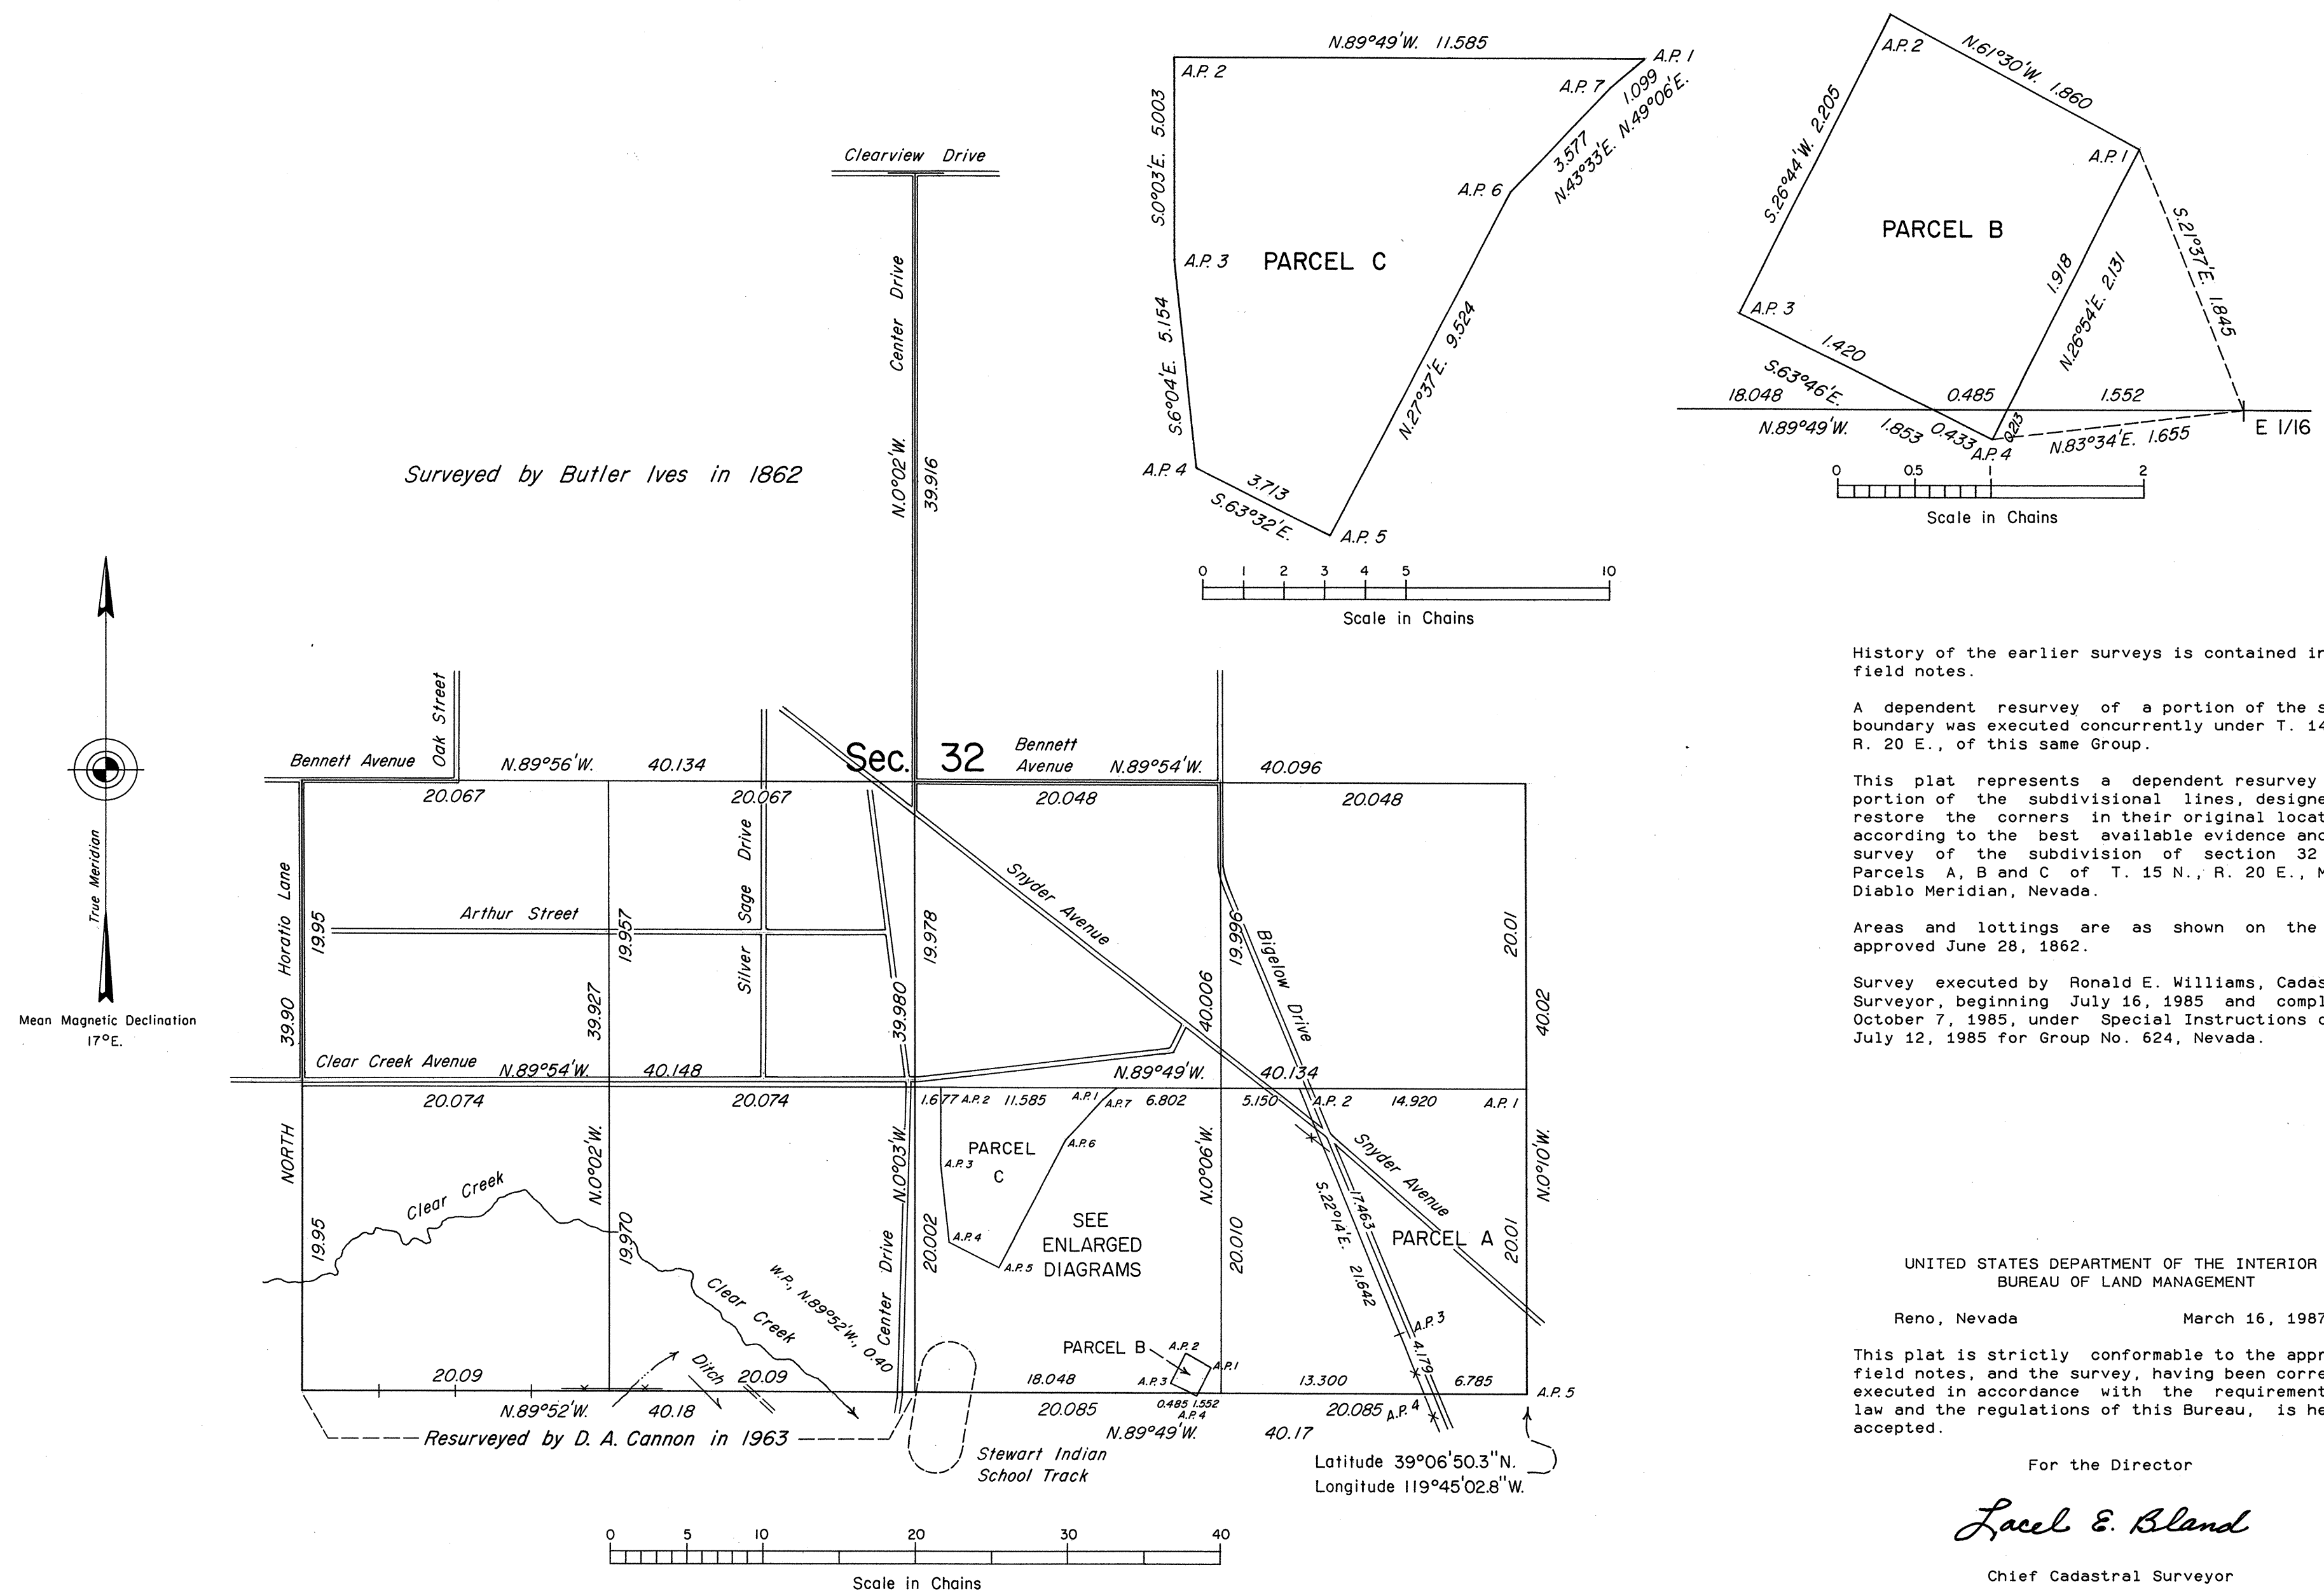 N.89°49'W. 11.585
A.P. 1
A.P. 2
A.P. 7
1.099
N.49°06'E.
S.0°03'E. 5.003
3.577
N.43°33'E.
A.P. 6
A.P. 3
PARCEL C
S.6°04'E. 5.154
N.27°37'E. 9.524
A.P. 4
3.713
S.63°32'E.
A.P. 5
0 1 2 3 4 5 10
Scale in Chains
A.P. 2
N.61°30'W. 1.860
S.26°44'W. 2.205
A.P. 1
PARCEL B
S.21°37'E. 1.845
1.918
N.26°54'E. 2.131
A.P. 3
1.420
S.63°46'E.
18.048
0.485
1.552
N.89°49'W.
1.853
0.433
0.213
A.P. 4
N.83°34'E. 1.655
E 1/16
0 0.5 1 2
Scale in Chains
Clearview Drive
Center Drive
N.0°02'W.
39.916
Surveyed by Butler Ives in 1862
True Meridian
Mean Magnetic Declination
17°E.
Oak Street
Bennett Avenue
N.89°56'W. 40.134
Sec. 32
Bennett
Avenue
N.89°54'W. 40.096
20.067
20.067
20.048
20.048
Horatio Lane
39.90
19.95
Arthur Street
19.957
39.927
Silver Sage Drive
39.980
19.978
Snyder Avenue
40.006
19.996
Bigelow Drive
20.01
40.02
Clear Creek Avenue
N.89°54'W. 40.148
N.89°49'W. 40.134
20.074
20.074
1.677
A.P. 2
11.585
A.P. 1
A.P. 7
6.802
5.150
A.P. 2
14.920
A.P. 1
NORTH
N.0°02'W.
N.0°03'W.
N.0°06'W.
N.0°10'W.
PARCEL
C
A.P. 3
A.P. 6
A.P. 4
A.P. 5
SEE
ENLARGED
DIAGRAMS
Snyder Avenue
17.463
S.22°14'E. 21.642
PARCEL A
20.01
19.95
Clear Creek
19.970
Clear Creek
W.P., N.89°52'W., 0.40
Center Drive
20.002
20.010
A.P. 3
4.179
PARCEL B
A.P. 2
A.P. 1
A.P. 3
Ditch
20.09
20.09
18.048
13.300
6.785
A.P. 5
N.89°52'W. 40.18
20.085
0.485 1.552
A.P. 4
20.085
A.P. 4
N.89°49'W. 40.17
Resurveyed by D. A. Cannon in 1963
Stewart Indian
School Track
Latitude 39°06'50.3"N.
Longitude 119°45'02.8"W.
0 5 10 20 30 40
Scale in Chains
History of the earlier surveys is contained in
field notes.
A dependent resurvey of a portion of the s
boundary was executed concurrently under T. 14
R. 20 E., of this same Group.
This plat represents a dependent resurvey
portion of the subdivisional lines, designe
restore the corners in their original locat
according to the best available evidence and
survey of the subdivision of section 32
Parcels A, B and C of T. 15 N., R. 20 E., M
Diablo Meridian, Nevada.
Areas and lottings are as shown on the
approved June 28, 1862.
Survey executed by Ronald E. Williams, Cadas
Surveyor, beginning July 16, 1985 and compl
October 7, 1985, under Special Instructions d
July 12, 1985 for Group No. 624, Nevada.
UNITED STATES DEPARTMENT OF THE INTERIOR
BUREAU OF LAND MANAGEMENT
Reno, Nevada March 16, 1987
This plat is strictly conformable to the appr
field notes, and the survey, having been corre
executed in accordance with the requirement
law and the regulations of this Bureau, is he
accepted.
For the Director
Lacel E. Bland
Chief Cadastral Surveyor